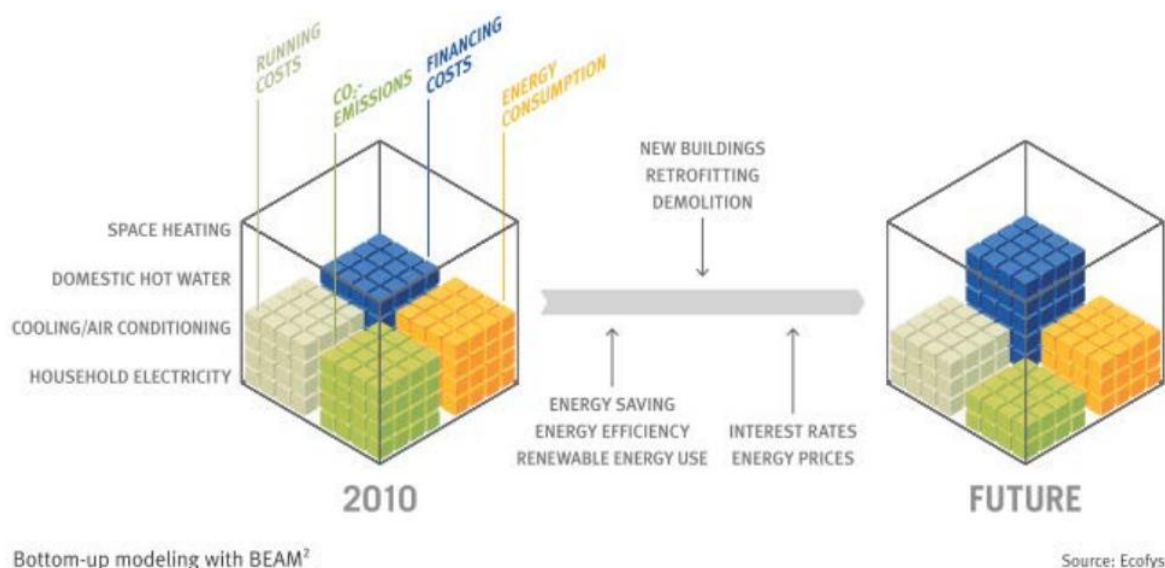 RUNNING
COSTS
CO₂-
EMISSIONS
FINANCING
COSTS
ENERGY
CONSUMPTION
SPACE HEATING
DOMESTIC HOT WATER
COOLING/AIR CONDITIONING
HOUSEHOLD ELECTRICITY
NEW BUILDINGS
RETROFITTING
DEMOLITION
ENERGY SAVING
ENERGY EFFICIENCY
RENEWABLE ENERGY USE
INTEREST RATES
ENERGY PRICES
2010
FUTURE
Bottom-up modeling with BEAM²
Source: Ecofys